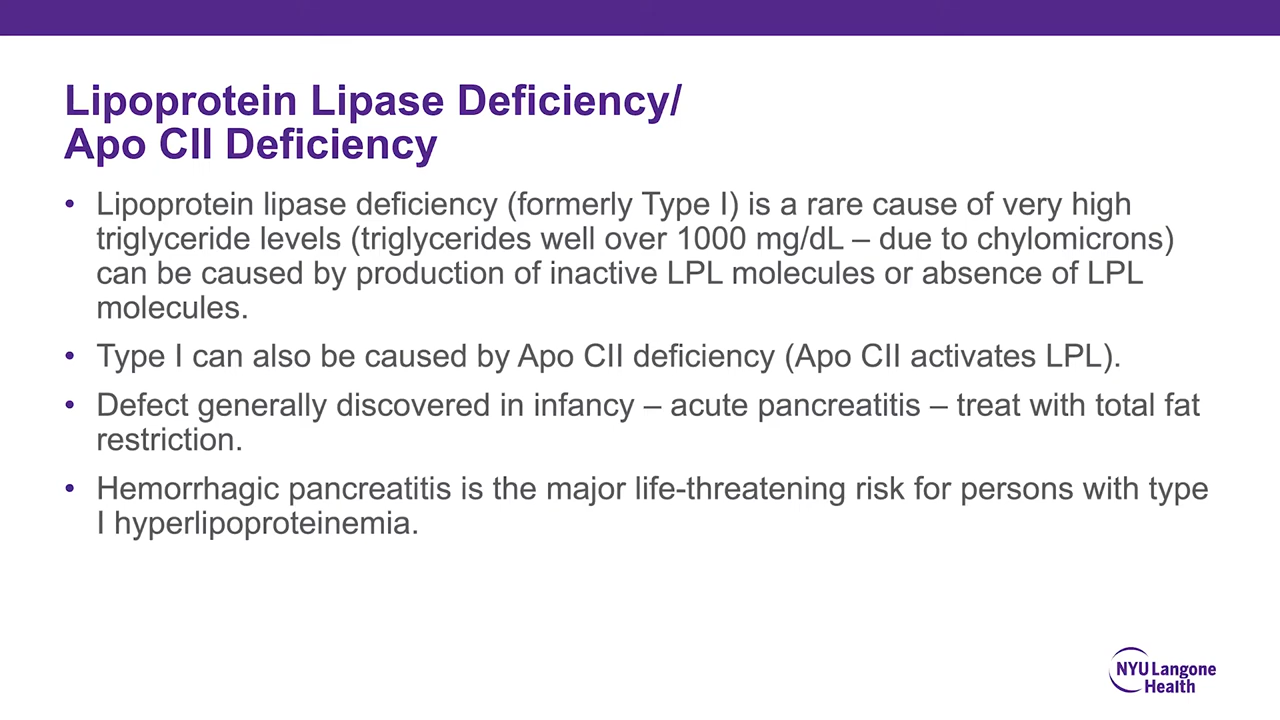 Lipoprotein Lipase Deficiency/
Apo CII Deficiency
• Lipoprotein lipase deficiency (formerly Type I) is a rare cause of very high
triglyceride levels (triglycerides well over 1000 mg/dL – due to chylomicrons)
can be caused by production of inactive LPL molecules or absence of LPL
molecules.
• Type I can also be caused by Apo CII deficiency (Apo CII activates LPL).
• Defect generally discovered in infancy – acute pancreatitis – treat with total fat
restriction.
• Hemorrhagic pancreatitis is the major life-threatening risk for persons with type
I hyperlipoproteinemia.
NYU Langone
Health